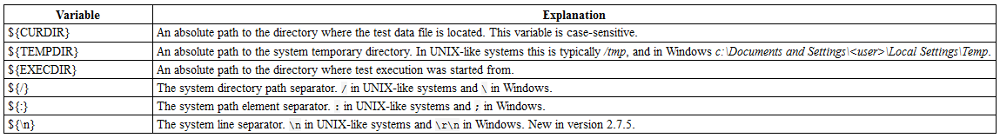 Variable Explanation
${CURDIR} An absolute path to the directory where the test data file is located. This variable is case-sensitive.
${TEMPDIR} An absolute path to the system temporary directory. In UNIX-like systems this is typically /tmp, and in Windows c:\Documents and Settings\<user>\Local Settings\Temp.
${EXECDIR} An absolute path to the directory where test execution was started from.
${/} The system directory path separator. / in UNIX-like systems and \ in Windows.
${:} The system path element separator. : in UNIX-like systems and ; in Windows.
${\n} The system line separator. \n in UNIX-like systems and \r\n in Windows. New in version 2.7.5.